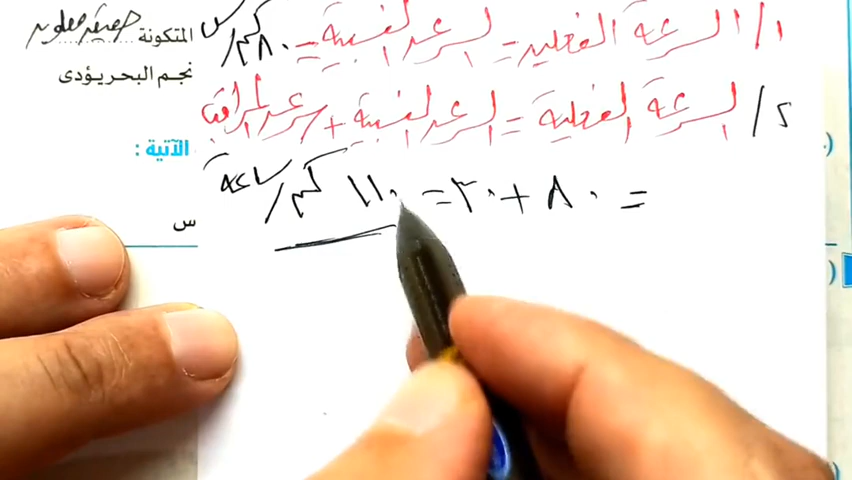 المتكونة
نجم البحر يؤدى
الآتية :
س
١/ السرعة الفعلية = السرعة النسبية = ٨٠ كم/س
٢/ السرعة الفعلية = السرعة النسبية + سرعة المراقب
= ٨٠ + ٣٠ = ١١٠ كم/ساعة